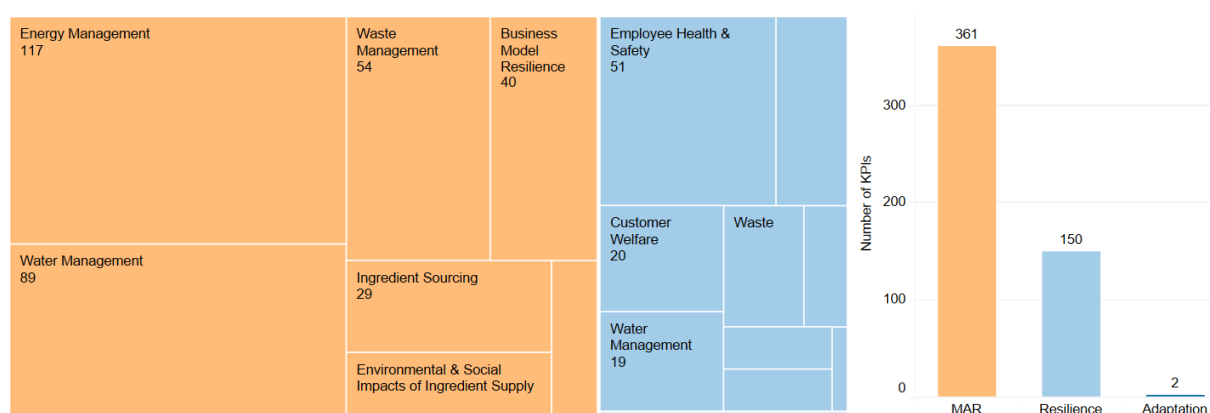 Energy Management
117
Waste
Management
54
Business
Model
Resilience
40
Water Management
89
Ingredient Sourcing
29
Environmental & Social
Impacts of Ingredient Supply
Employee Health &
Safety
51
Customer
Welfare
20
Waste
Water
Management
19
Number of KPIs
300
200
100
0
361
150
2
MAR
Resilience
Adaptation